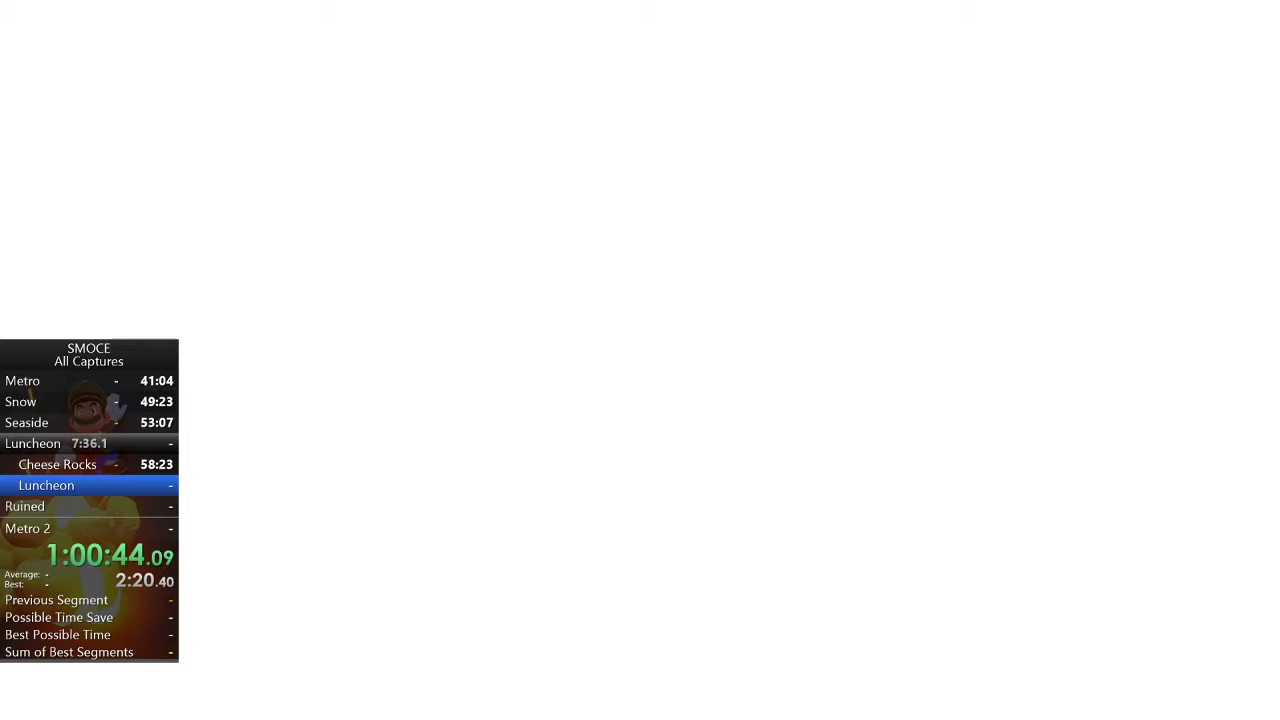 SMOCE
All Captures
Metro - 41:04
Snow - 49:23
Seaside - 53:07
Luncheon 7:36.1 -
Cheese Rocks - 58:23
Luncheon -
Ruined -
Metro 2 -
1:00:44.09
Average: -
Best: -
2:20.40
Previous Segment -
Possible Time Save -
Best Possible Time -
Sum of Best Segments -